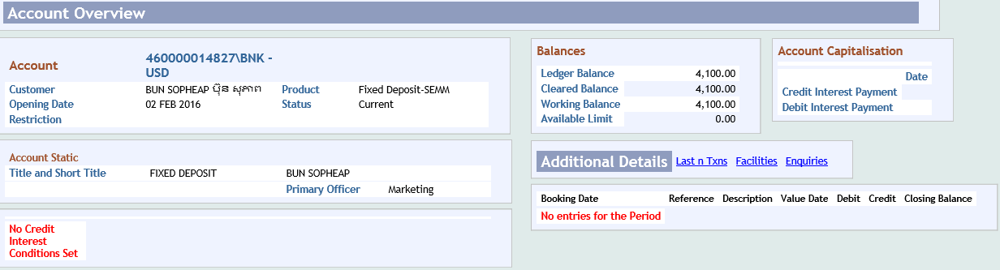 Account Overview
Account 460000014827\BNK -
USD
Customer BUN SOPHEAP ប៊ុន សុភាព Product Fixed Deposit-SEMM
Opening Date 02 FEB 2016 Status Current
Restriction
Account Static
Title and Short Title FIXED DEPOSIT BUN SOPHEAP
Primary Officer Marketing
No Credit
Interest
Conditions Set
Balances
Ledger Balance 4,100.00
Cleared Balance 4,100.00
Working Balance 4,100.00
Available Limit 0.00
Account Capitalisation
Date
Credit Interest Payment
Debit Interest Payment
Additional Details Last n Txns Facilities Enquiries
Booking Date Reference Description Value Date Debit Credit Closing Balance
No entries for the Period